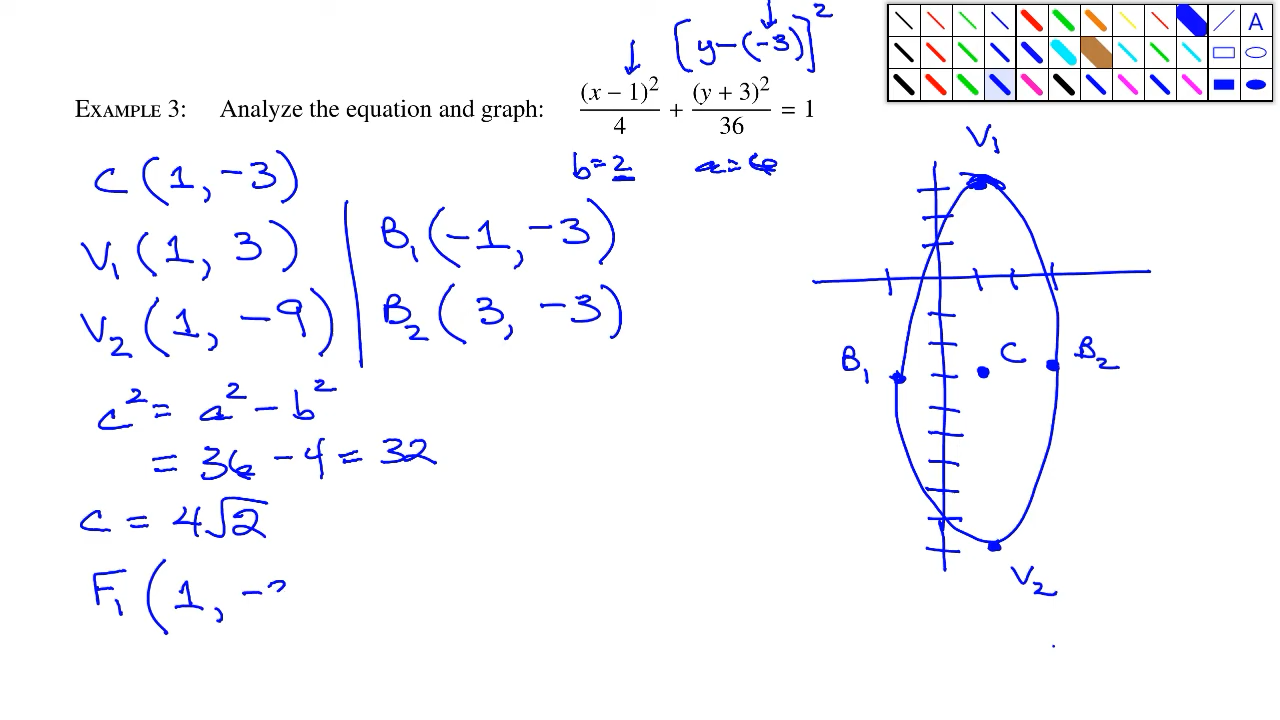 [y-(-3)]²
EXAMPLE 3: Analyze the equation and graph: (x − 1)²/4 + (y + 3)²/36 = 1
b=2 a=6
C(1,-3)
V₁(1, 3) B₁(-1,-3)
V₂(1,-9) B₂(3,-3)
c² = a² - b²
= 36 - 4 = 32
c = 4√2
F₁(1,
A
V₁
B₁ C B₂
V₂